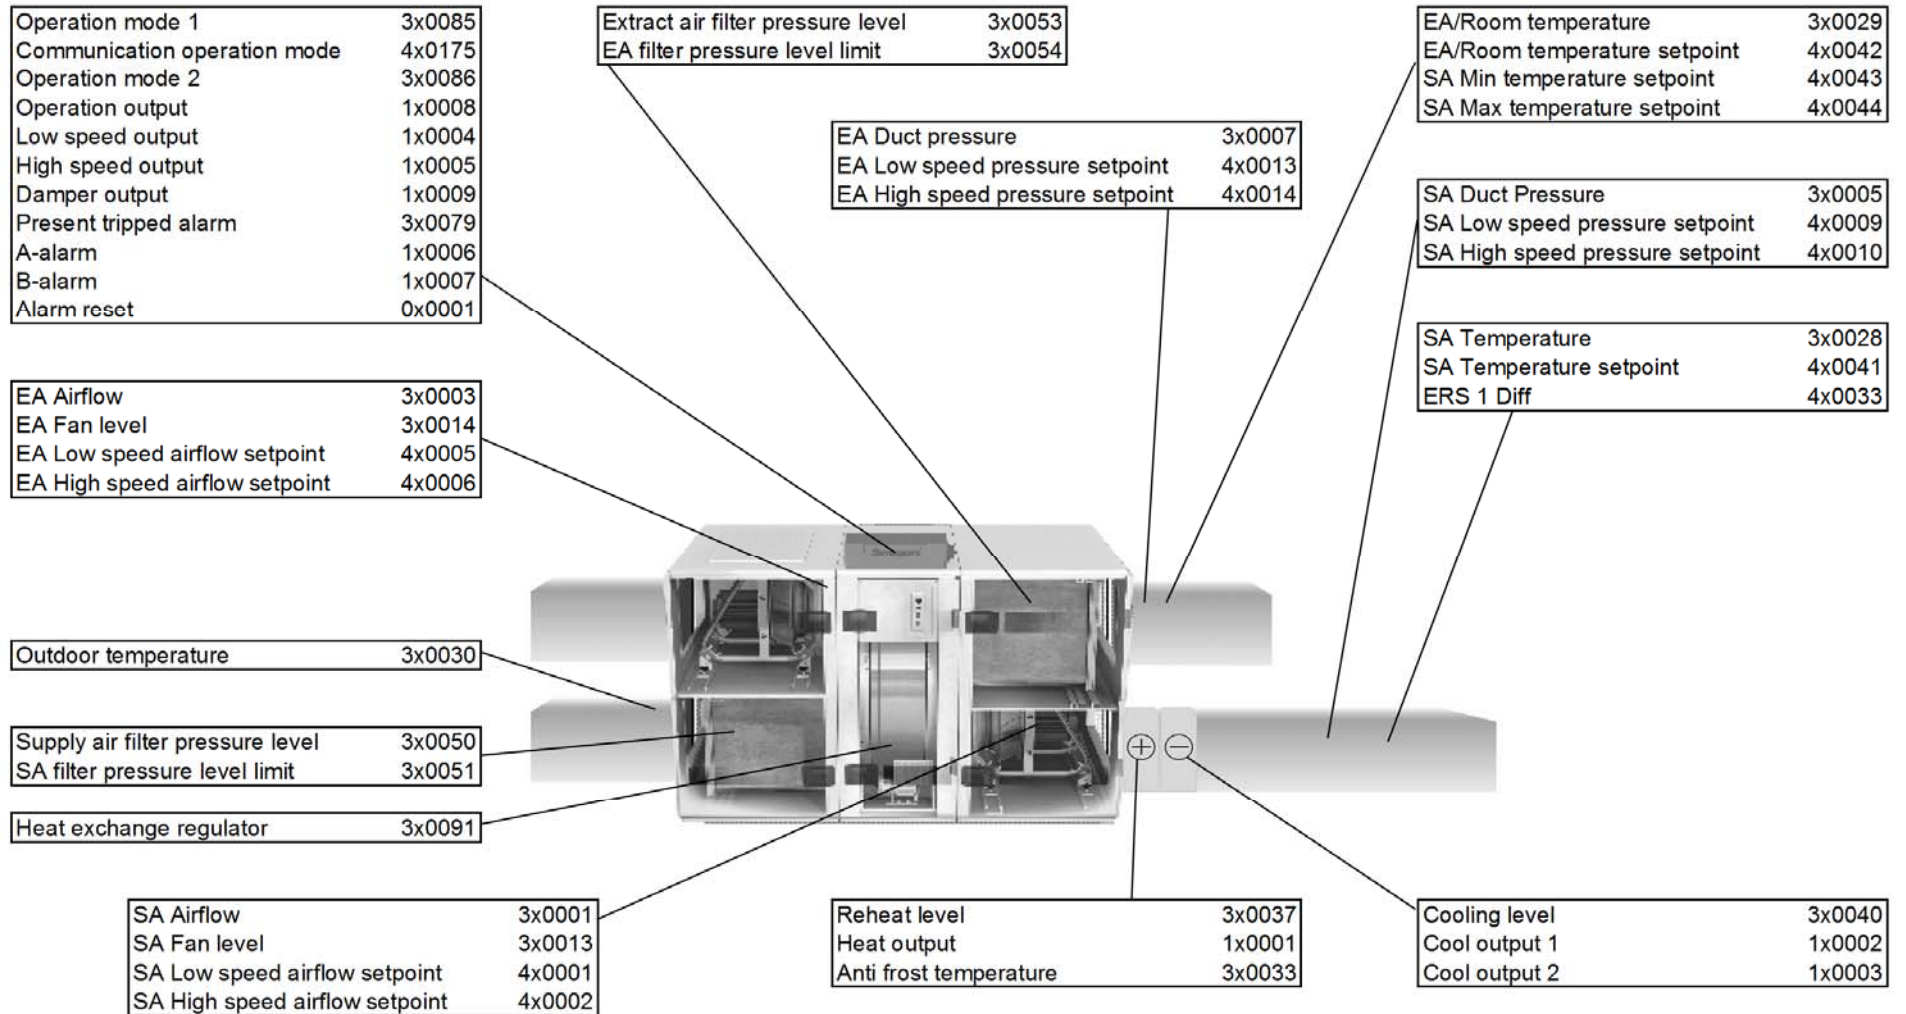 Operation mode 1 3x0085
Communication operation mode 4x0175
Operation mode 2 3x0086
Operation output 1x0008
Low speed output 1x0004
High speed output 1x0005
Damper output 1x0009
Present tripped alarm 3x0079
A-alarm 1x0006
B-alarm 1x0007
Alarm reset 0x0001
Extract air filter pressure level 3x0053
EA filter pressure level limit 3x0054
EA Duct pressure 3x0007
EA Low speed pressure setpoint 4x0013
EA High speed pressure setpoint 4x0014
EA/Room temperature 3x0029
EA/Room temperature setpoint 4x0042
SA Min temperature setpoint 4x0043
SA Max temperature setpoint 4x0044
SA Duct Pressure 3x0005
SA Low speed pressure setpoint 4x0009
SA High speed pressure setpoint 4x0010
SA Temperature 3x0028
SA Temperature setpoint 4x0041
ERS 1 Diff 4x0033
EA Airflow 3x0003
EA Fan level 3x0014
EA Low speed airflow setpoint 4x0005
EA High speed airflow setpoint 4x0006
Outdoor temperature 3x0030
Supply air filter pressure level 3x0050
SA filter pressure level limit 3x0051
Heat exchange regulator 3x0091
SA Airflow 3x0001
SA Fan level 3x0013
SA Low speed airflow setpoint 4x0001
SA High speed airflow setpoint 4x0002
Reheat level 3x0037
Heat output 1x0001
Anti frost temperature 3x0033
Cooling level 3x0040
Cool output 1 1x0002
Cool output 2 1x0003